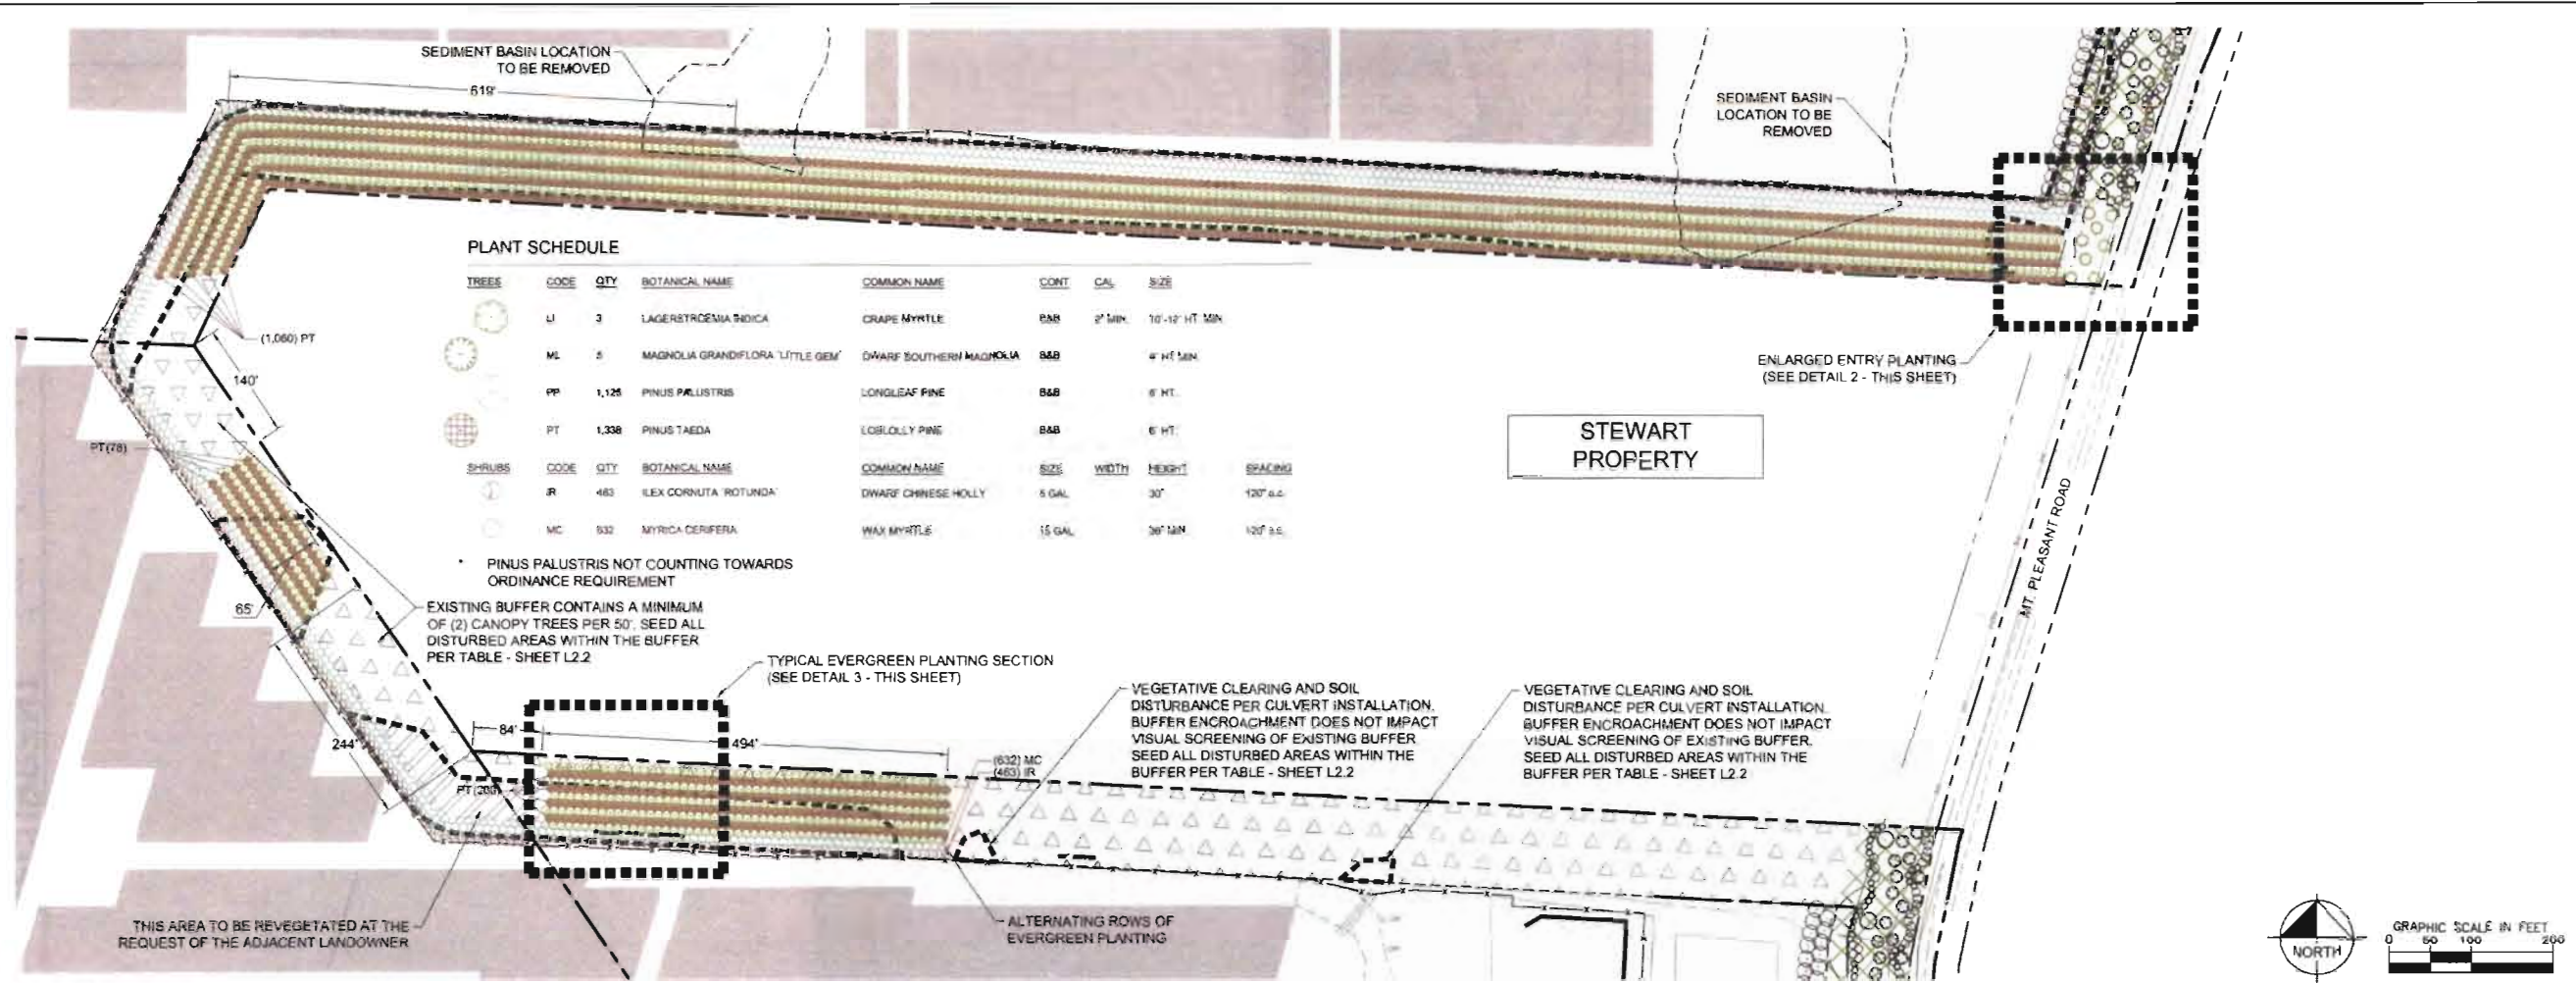 SEDIMENT BASIN LOCATION
TO BE REMOVED
619'
SEDIMENT BASIN
LOCATION TO BE
REMOVED
PLANT SCHEDULE
TREES CODE QTY BOTANICAL NAME COMMON NAME CONT CAL SIZE
LI 3 LAGERSTROEMIA INDICA CRAPE MYRTLE B&B 2" MIN. 10'-12' HT. MIN
ML 5 MAGNOLIA GRANDIFLORA 'LITTLE GEM' DWARF SOUTHERN MAGNOLIA B&B 4' HT MIN
PP 1,125 PINUS PALUSTRIS LONGLEAF PINE B&B 6' HT.
PT 1,338 PINUS TAEDA LOBLOLLY PINE B&B 6' HT.
SHRUBS CODE QTY BOTANICAL NAME COMMON NAME SIZE WIDTH HEIGHT SPACING
IR 463 ILEX CORNUTA 'ROTUNDA' DWARF CHINESE HOLLY 5 GAL 30" 120" o.c.
MC 632 MYRICA CERIFERA WAX MYRTLE 15 GAL 36" MIN 120" o.c.
* PINUS PALUSTRIS NOT COUNTING TOWARDS
ORDINANCE REQUIREMENT
(1,060) PT
140'
PT(78)
65'
EXISTING BUFFER CONTAINS A MINIMUM
OF (2) CANOPY TREES PER 50'. SEED ALL
DISTURBED AREAS WITHIN THE BUFFER
PER TABLE - SHEET L2.2
ENLARGED ENTRY PLANTING
(SEE DETAIL 2 - THIS SHEET)
STEWART
PROPERTY
MT. PLEASANT ROAD
TYPICAL EVERGREEN PLANTING SECTION
(SEE DETAIL 3 - THIS SHEET)
244'
84'
494'
PT (200)
(632) MC
(463) IR
VEGETATIVE CLEARING AND SOIL
DISTURBANCE PER CULVERT INSTALLATION.
BUFFER ENCROACHMENT DOES NOT IMPACT
VISUAL SCREENING OF EXISTING BUFFER
SEED ALL DISTURBED AREAS WITHIN THE
BUFFER PER TABLE - SHEET L2.2
VEGETATIVE CLEARING AND SOIL
DISTURBANCE PER CULVERT INSTALLATION.
BUFFER ENCROACHMENT DOES NOT IMPACT
VISUAL SCREENING OF EXISTING BUFFER.
SEED ALL DISTURBED AREAS WITHIN THE
BUFFER PER TABLE - SHEET L2.2
THIS AREA TO BE REVEGETATED AT THE
REQUEST OF THE ADJACENT LANDOWNER
ALTERNATING ROWS OF
EVERGREEN PLANTING
NORTH
GRAPHIC SCALE IN FEET
0 50 100 200